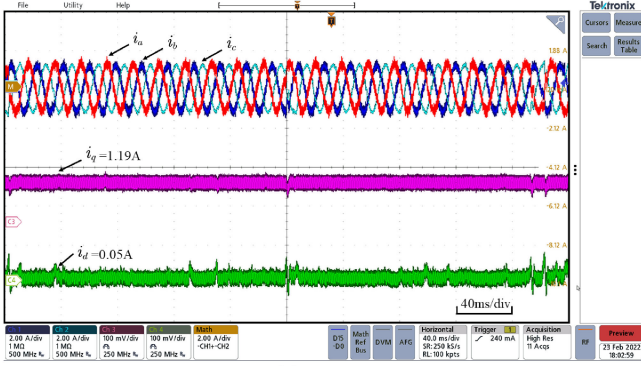 File Utility Help
Tektronix
Cursors Measure
Search Results Table
i_a i_b i_c
1.88 A
M
-2.12 A
-4.12 A
i_q =1.19A
-6.12 A
C3
-8.12 A
i_d =0.05A
C4
40ms/div
Ch 2 Ch 3 Ch 4 Math
2.00 A/div 2.00 A/div 100 mV/div 100 mV/div 2.00 A/div
1 MΩ 1 MΩ -CH1+-CH2
500 MHz 500 MHz 250 MHz 250 MHz
D15 -D0
Math Ref Bus
DVM
AFG
Horizontal
40.0 ms/div
SR: 250 kS/s
RL: 100 kpts
Trigger 1
240 mA
Acquisition
High Res
11 Acqs
RF
Preview
23 Feb 2022
18:02:59